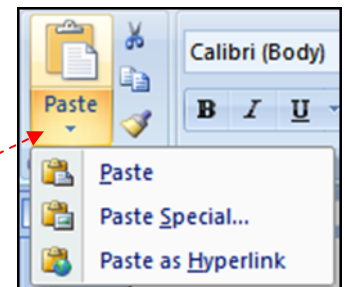 Calibri (Body)
Paste
B I U
Paste
Paste Special...
Paste as Hyperlink